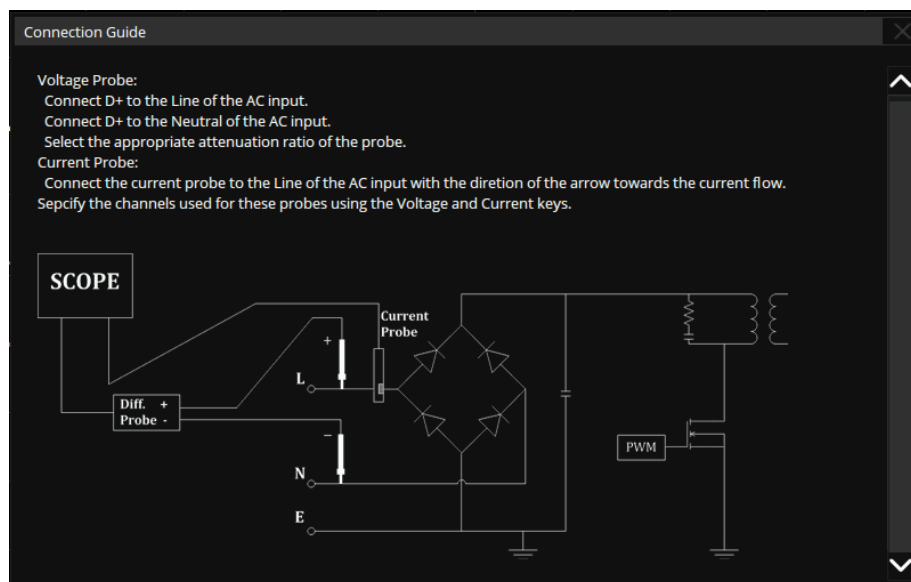 Connection Guide
Voltage Probe:
Connect D+ to the Line of the AC input.
Connect D+ to the Neutral of the AC input.
Select the appropriate attenuation ratio of the probe.
Current Probe:
Connect the current probe to the Line of the AC input with the diretion of the arrow towards the current flow.
Sepcify the channels used for these probes using the Voltage and Current keys.
SCOPE
Current
Probe
+
L
Diff. +
Probe -
−
N
PWM
E